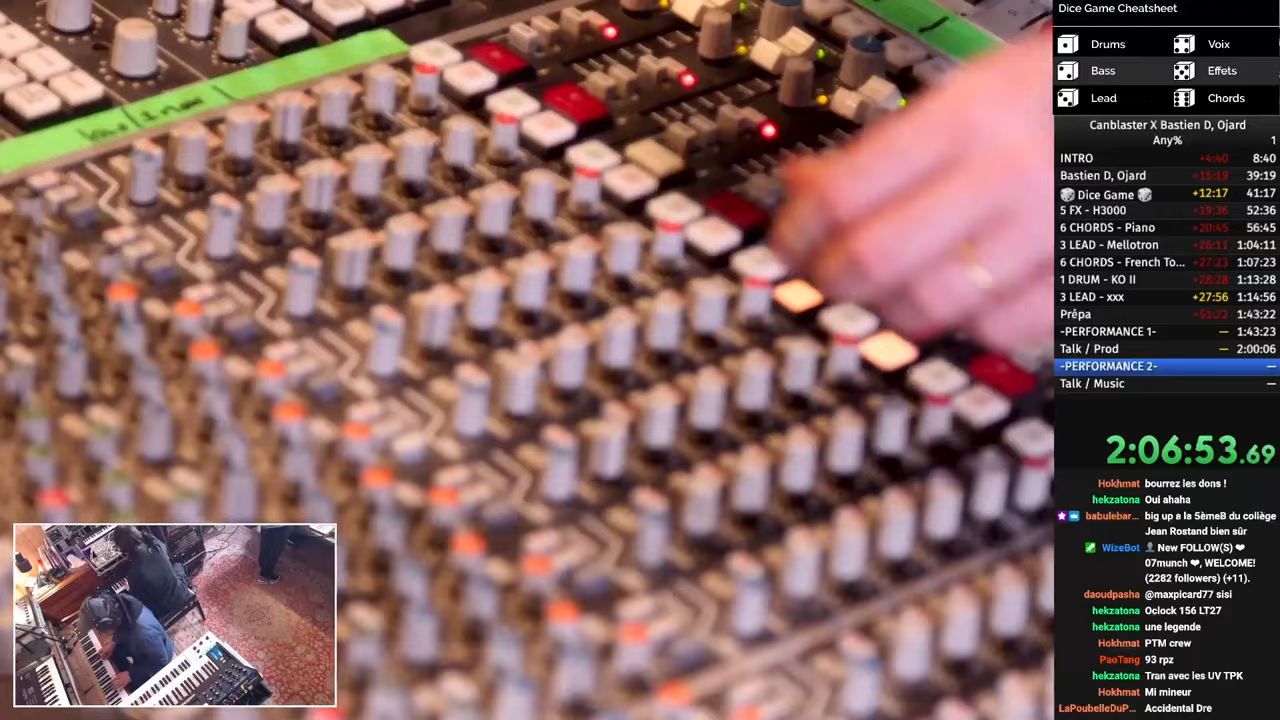 Dice Game Cheatsheet
Drums Voix
Bass Effets
Lead Chords
Canblaster X Bastien D, Ojard
Any% 1
INTRO +4:40 8:40
Bastien D, Ojard +15:19 39:19
Dice Game +12:17 41:17
5 FX - H3000 +19:36 52:36
6 CHORDS - Piano +20:45 56:45
3 LEAD - Mellotron +26:11 1:04:11
6 CHORDS - French To... +27:23 1:07:23
1 DRUM - KO II +28:28 1:13:28
3 LEAD - xxx +27:56 1:14:56
Prépa +51:22 1:43:22
-PERFORMANCE 1- — 1:43:23
Talk / Prod — 2:00:06
-PERFORMANCE 2- —
Talk / Music —
2:06:53.69
Hokhmat bourrez les dons !
hekzatona Oui ahaha
babulebar... big up a la 5èmeB du collège
Jean Rostand bien sûr
WizeBot New FOLLOW(S)
07munch, WELCOME!
(2282 followers) (+11).
daoudpasha @maxpicard77 sisi
hekzatona Oclock 156 LT27
hekzatona une legende
Hokhmat PTM crew
PaoTang 93 rpz
hekzatona Tran avec les UV TPK
Hokhmat Mi mineur
LaPoubelleDuP... Accidental Dre